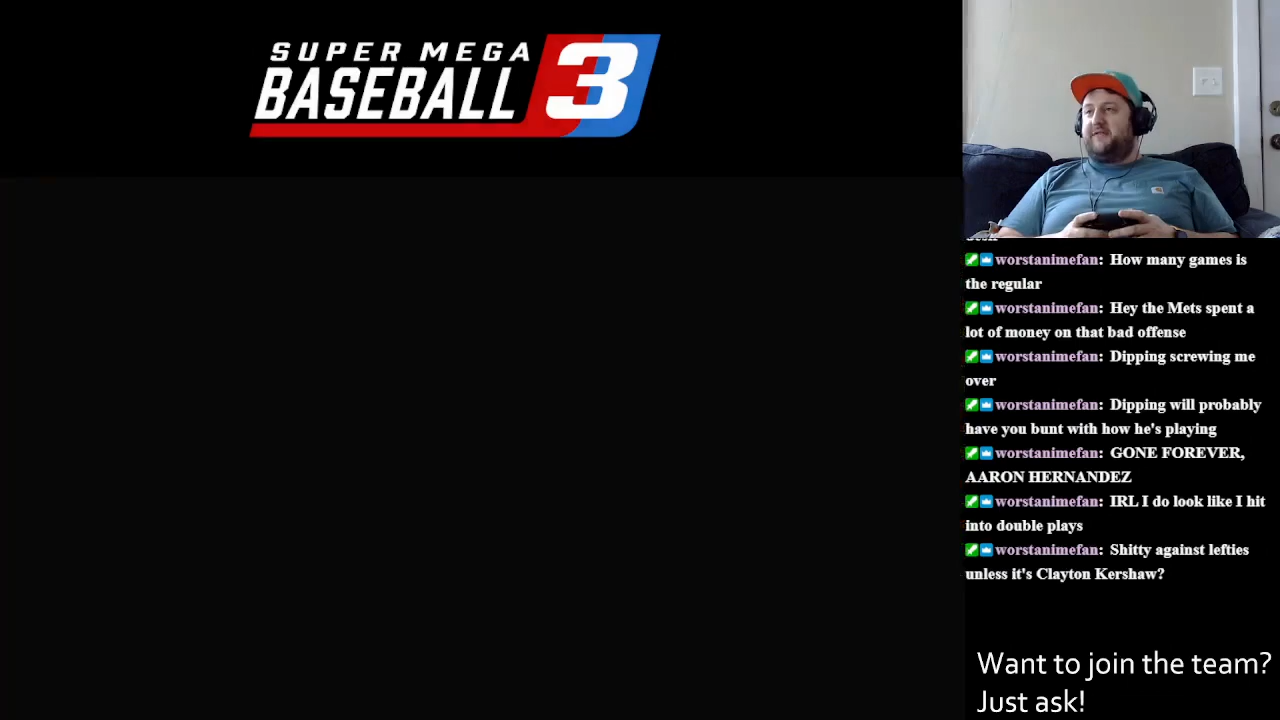 SUPER MEGA
BASEBALL 3
worstanimefan: How many games is
the regular
worstanimefan: Hey the Mets spent a
lot of money on that bad offense
worstanimefan: Dipping screwing me
over
worstanimefan: Dipping will probably
have you bunt with how he's playing
worstanimefan: GONE FOREVER,
AARON HERNANDEZ
worstanimefan: IRL I do look like I hit
into double plays
worstanimefan: Shitty against lefties
unless it's Clayton Kershaw?
Want to join the team?
Just ask!